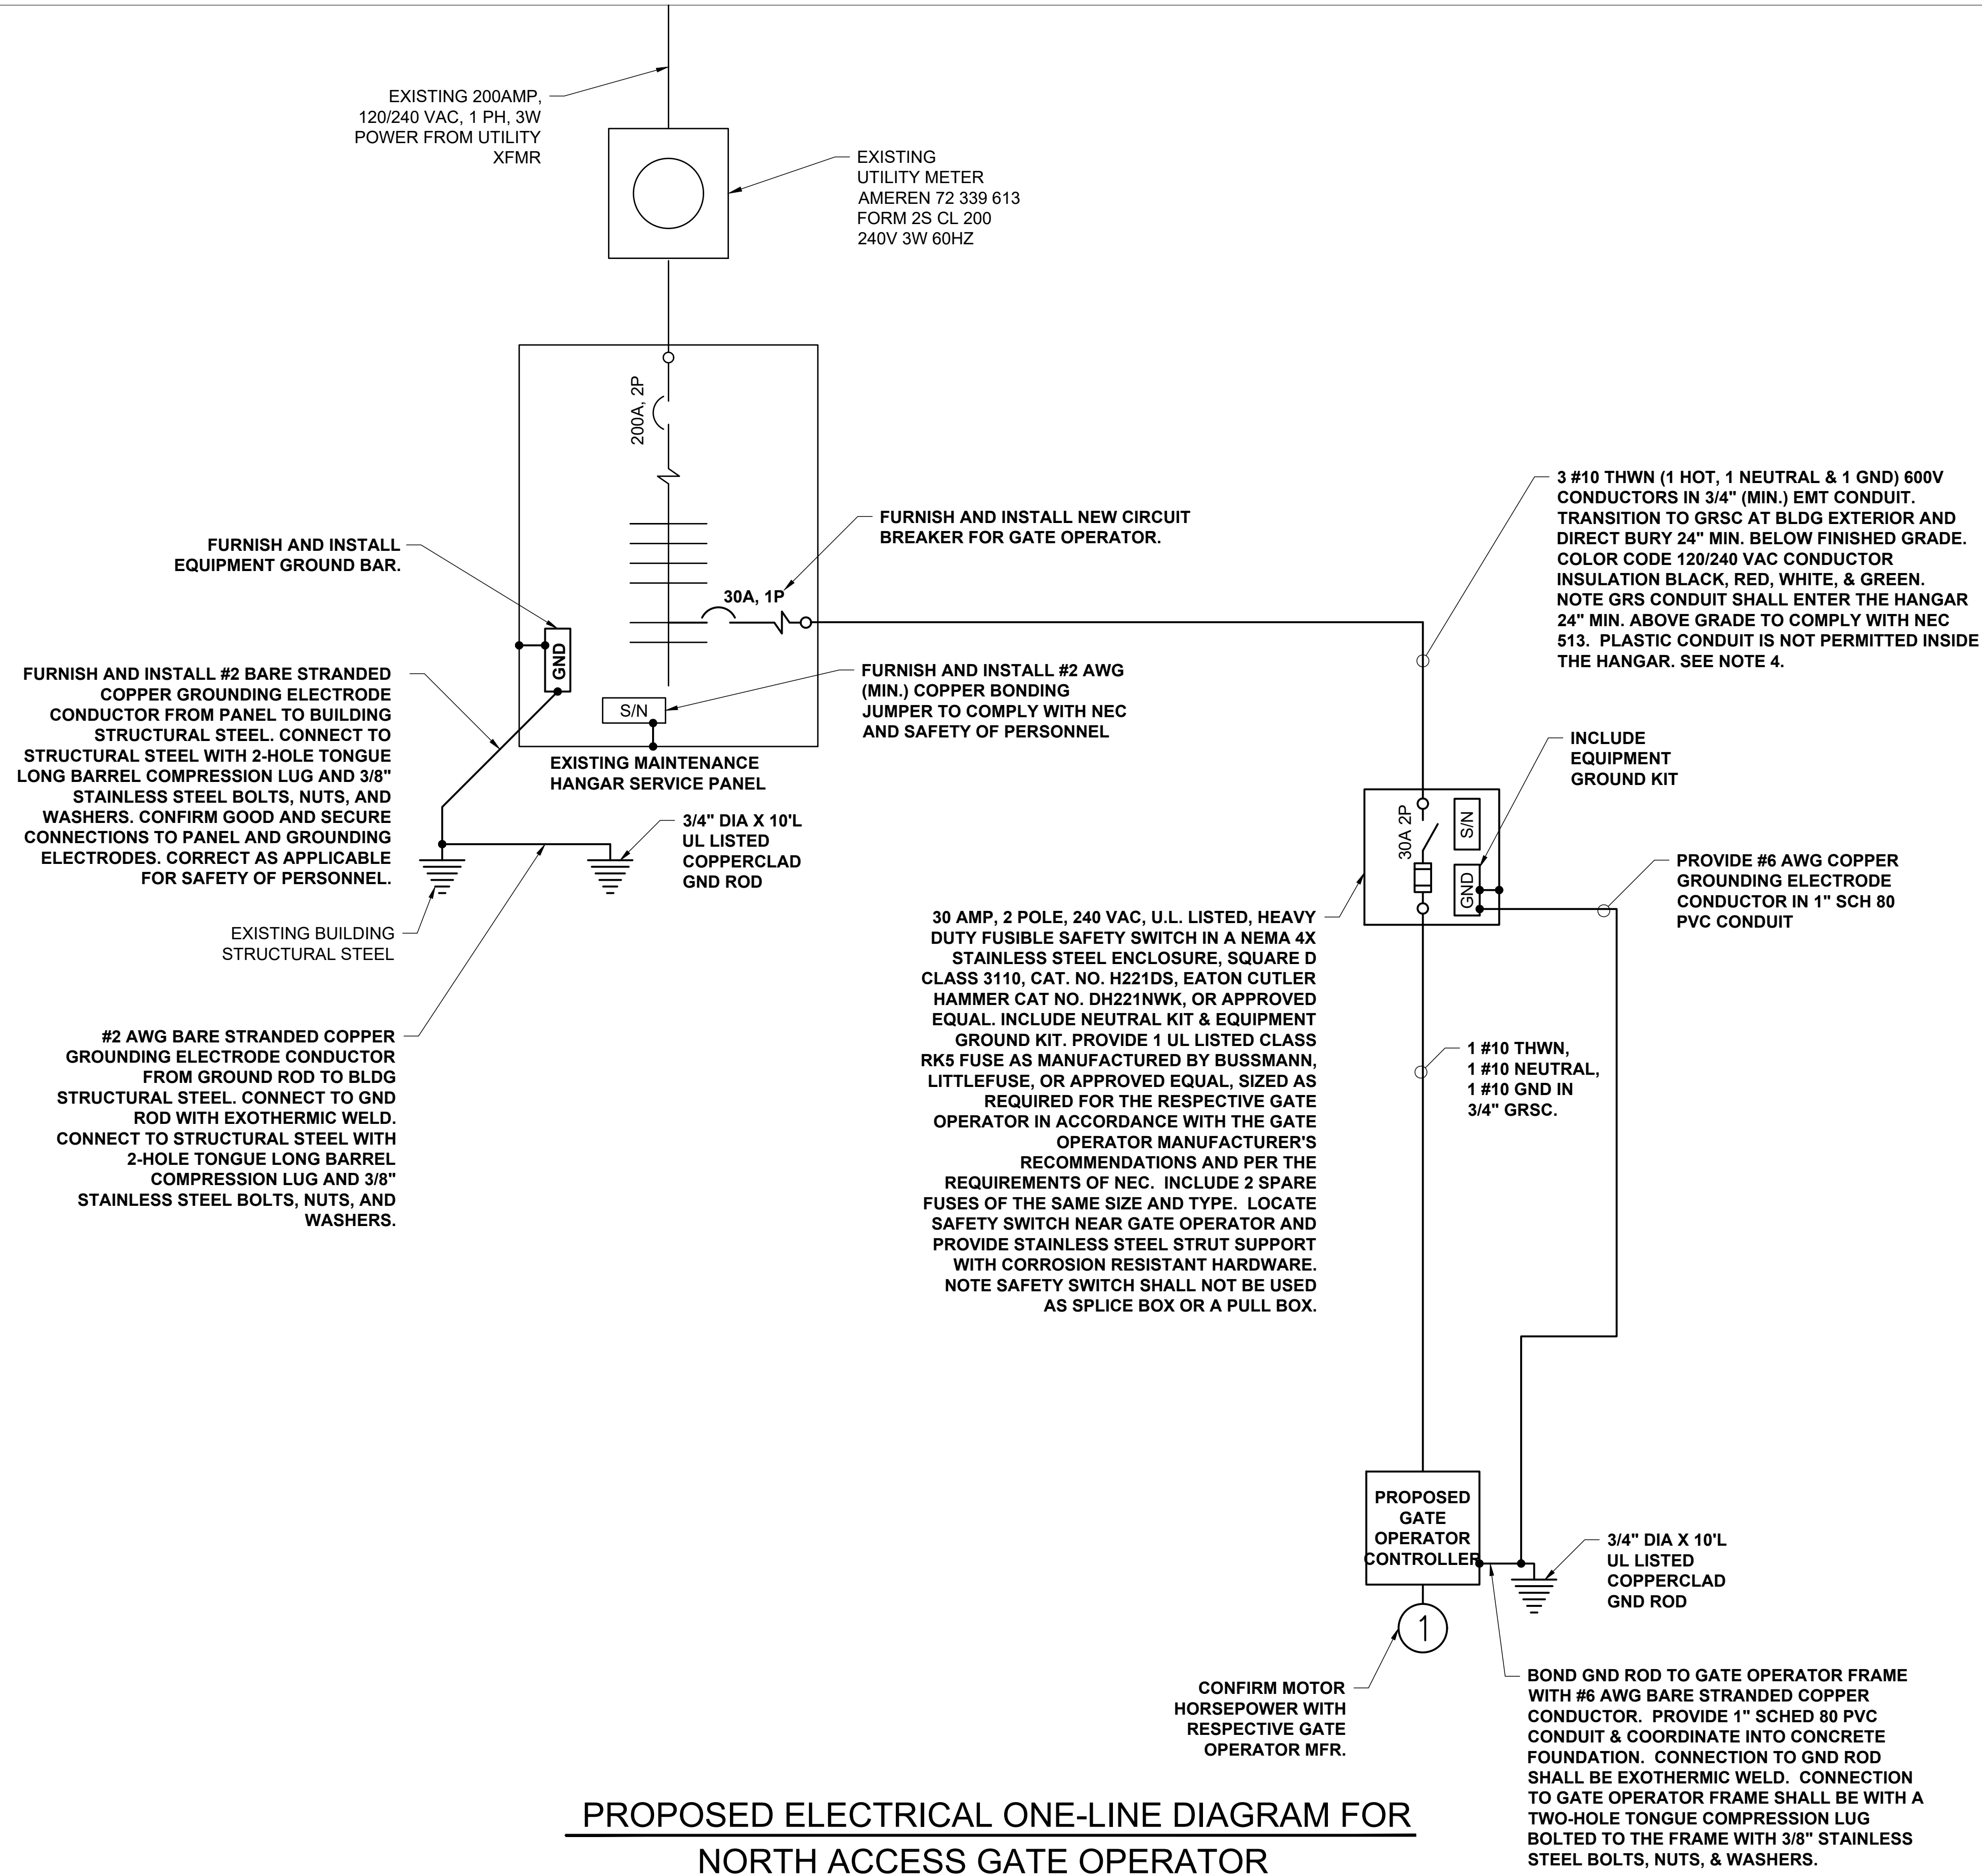 EXISTING 200AMP,
120/240 VAC, 1 PH, 3W
POWER FROM UTILITY
XFMR
EXISTING
UTILITY METER
AMEREN 72 339 613
FORM 2S CL 200
240V 3W 60HZ
200A, 2P
FURNISH AND INSTALL NEW CIRCUIT
BREAKER FOR GATE OPERATOR.
30A, 1P
FURNISH AND INSTALL
EQUIPMENT GROUND BAR.
GND
FURNISH AND INSTALL #2 BARE STRANDED
COPPER GROUNDING ELECTRODE
CONDUCTOR FROM PANEL TO BUILDING
STRUCTURAL STEEL. CONNECT TO
STRUCTURAL STEEL WITH 2-HOLE TONGUE
LONG BARREL COMPRESSION LUG AND 3/8"
STAINLESS STEEL BOLTS, NUTS, AND
WASHERS. CONFIRM GOOD AND SECURE
CONNECTIONS TO PANEL AND GROUNDING
ELECTRODES. CORRECT AS APPLICABLE
FOR SAFETY OF PERSONNEL.
S/N
FURNISH AND INSTALL #2 AWG
(MIN.) COPPER BONDING
JUMPER TO COMPLY WITH NEC
AND SAFETY OF PERSONNEL
EXISTING MAINTENANCE
HANGAR SERVICE PANEL
3/4" DIA X 10'L
UL LISTED
COPPERCLAD
GND ROD
EXISTING BUILDING
STRUCTURAL STEEL
#2 AWG BARE STRANDED COPPER
GROUNDING ELECTRODE CONDUCTOR
FROM GROUND ROD TO BLDG
STRUCTURAL STEEL. CONNECT TO GND
ROD WITH EXOTHERMIC WELD.
CONNECT TO STRUCTURAL STEEL WITH
2-HOLE TONGUE LONG BARREL
COMPRESSION LUG AND 3/8"
STAINLESS STEEL BOLTS, NUTS, AND
WASHERS.
3 #10 THWN (1 HOT, 1 NEUTRAL & 1 GND) 600V
CONDUCTORS IN 3/4" (MIN.) EMT CONDUIT.
TRANSITION TO GRSC AT BLDG EXTERIOR AND
DIRECT BURY 24" MIN. BELOW FINISHED GRADE.
COLOR CODE 120/240 VAC CONDUCTOR
INSULATION BLACK, RED, WHITE, & GREEN.
NOTE GRS CONDUIT SHALL ENTER THE HANGAR
24" MIN. ABOVE GRADE TO COMPLY WITH NEC
513. PLASTIC CONDUIT IS NOT PERMITTED INSIDE
THE HANGAR. SEE NOTE 4.
INCLUDE
EQUIPMENT
GROUND KIT
30A 2P
S/N
GND
PROVIDE #6 AWG COPPER
GROUNDING ELECTRODE
CONDUCTOR IN 1" SCH 80
PVC CONDUIT
30 AMP, 2 POLE, 240 VAC, U.L. LISTED, HEAVY
DUTY FUSIBLE SAFETY SWITCH IN A NEMA 4X
STAINLESS STEEL ENCLOSURE, SQUARE D
CLASS 3110, CAT. NO. H221DS, EATON CUTLER
HAMMER CAT NO. DH221NWK, OR APPROVED
EQUAL. INCLUDE NEUTRAL KIT & EQUIPMENT
GROUND KIT. PROVIDE 1 UL LISTED CLASS
RK5 FUSE AS MANUFACTURED BY BUSSMANN,
LITTLEFUSE, OR APPROVED EQUAL, SIZED AS
REQUIRED FOR THE RESPECTIVE GATE
OPERATOR IN ACCORDANCE WITH THE GATE
OPERATOR MANUFACTURER'S
RECOMMENDATIONS AND PER THE
REQUIREMENTS OF NEC. INCLUDE 2 SPARE
FUSES OF THE SAME SIZE AND TYPE. LOCATE
SAFETY SWITCH NEAR GATE OPERATOR AND
PROVIDE STAINLESS STEEL STRUT SUPPORT
WITH CORROSION RESISTANT HARDWARE.
NOTE SAFETY SWITCH SHALL NOT BE USED
AS SPLICE BOX OR A PULL BOX.
1 #10 THWN,
1 #10 NEUTRAL,
1 #10 GND IN
3/4" GRSC.
PROPOSED
GATE
OPERATOR
CONTROLLER
3/4" DIA X 10'L
UL LISTED
COPPERCLAD
GND ROD
1
CONFIRM MOTOR
HORSEPOWER WITH
RESPECTIVE GATE
OPERATOR MFR.
BOND GND ROD TO GATE OPERATOR FRAME
WITH #6 AWG BARE STRANDED COPPER
CONDUCTOR. PROVIDE 1" SCHED 80 PVC
CONDUIT & COORDINATE INTO CONCRETE
FOUNDATION. CONNECTION TO GND ROD
SHALL BE EXOTHERMIC WELD. CONNECTION
TO GATE OPERATOR FRAME SHALL BE WITH A
TWO-HOLE TONGUE COMPRESSION LUG
BOLTED TO THE FRAME WITH 3/8" STAINLESS
STEEL BOLTS, NUTS, & WASHERS.
PROPOSED ELECTRICAL ONE-LINE DIAGRAM FOR
NORTH ACCESS GATE OPERATOR